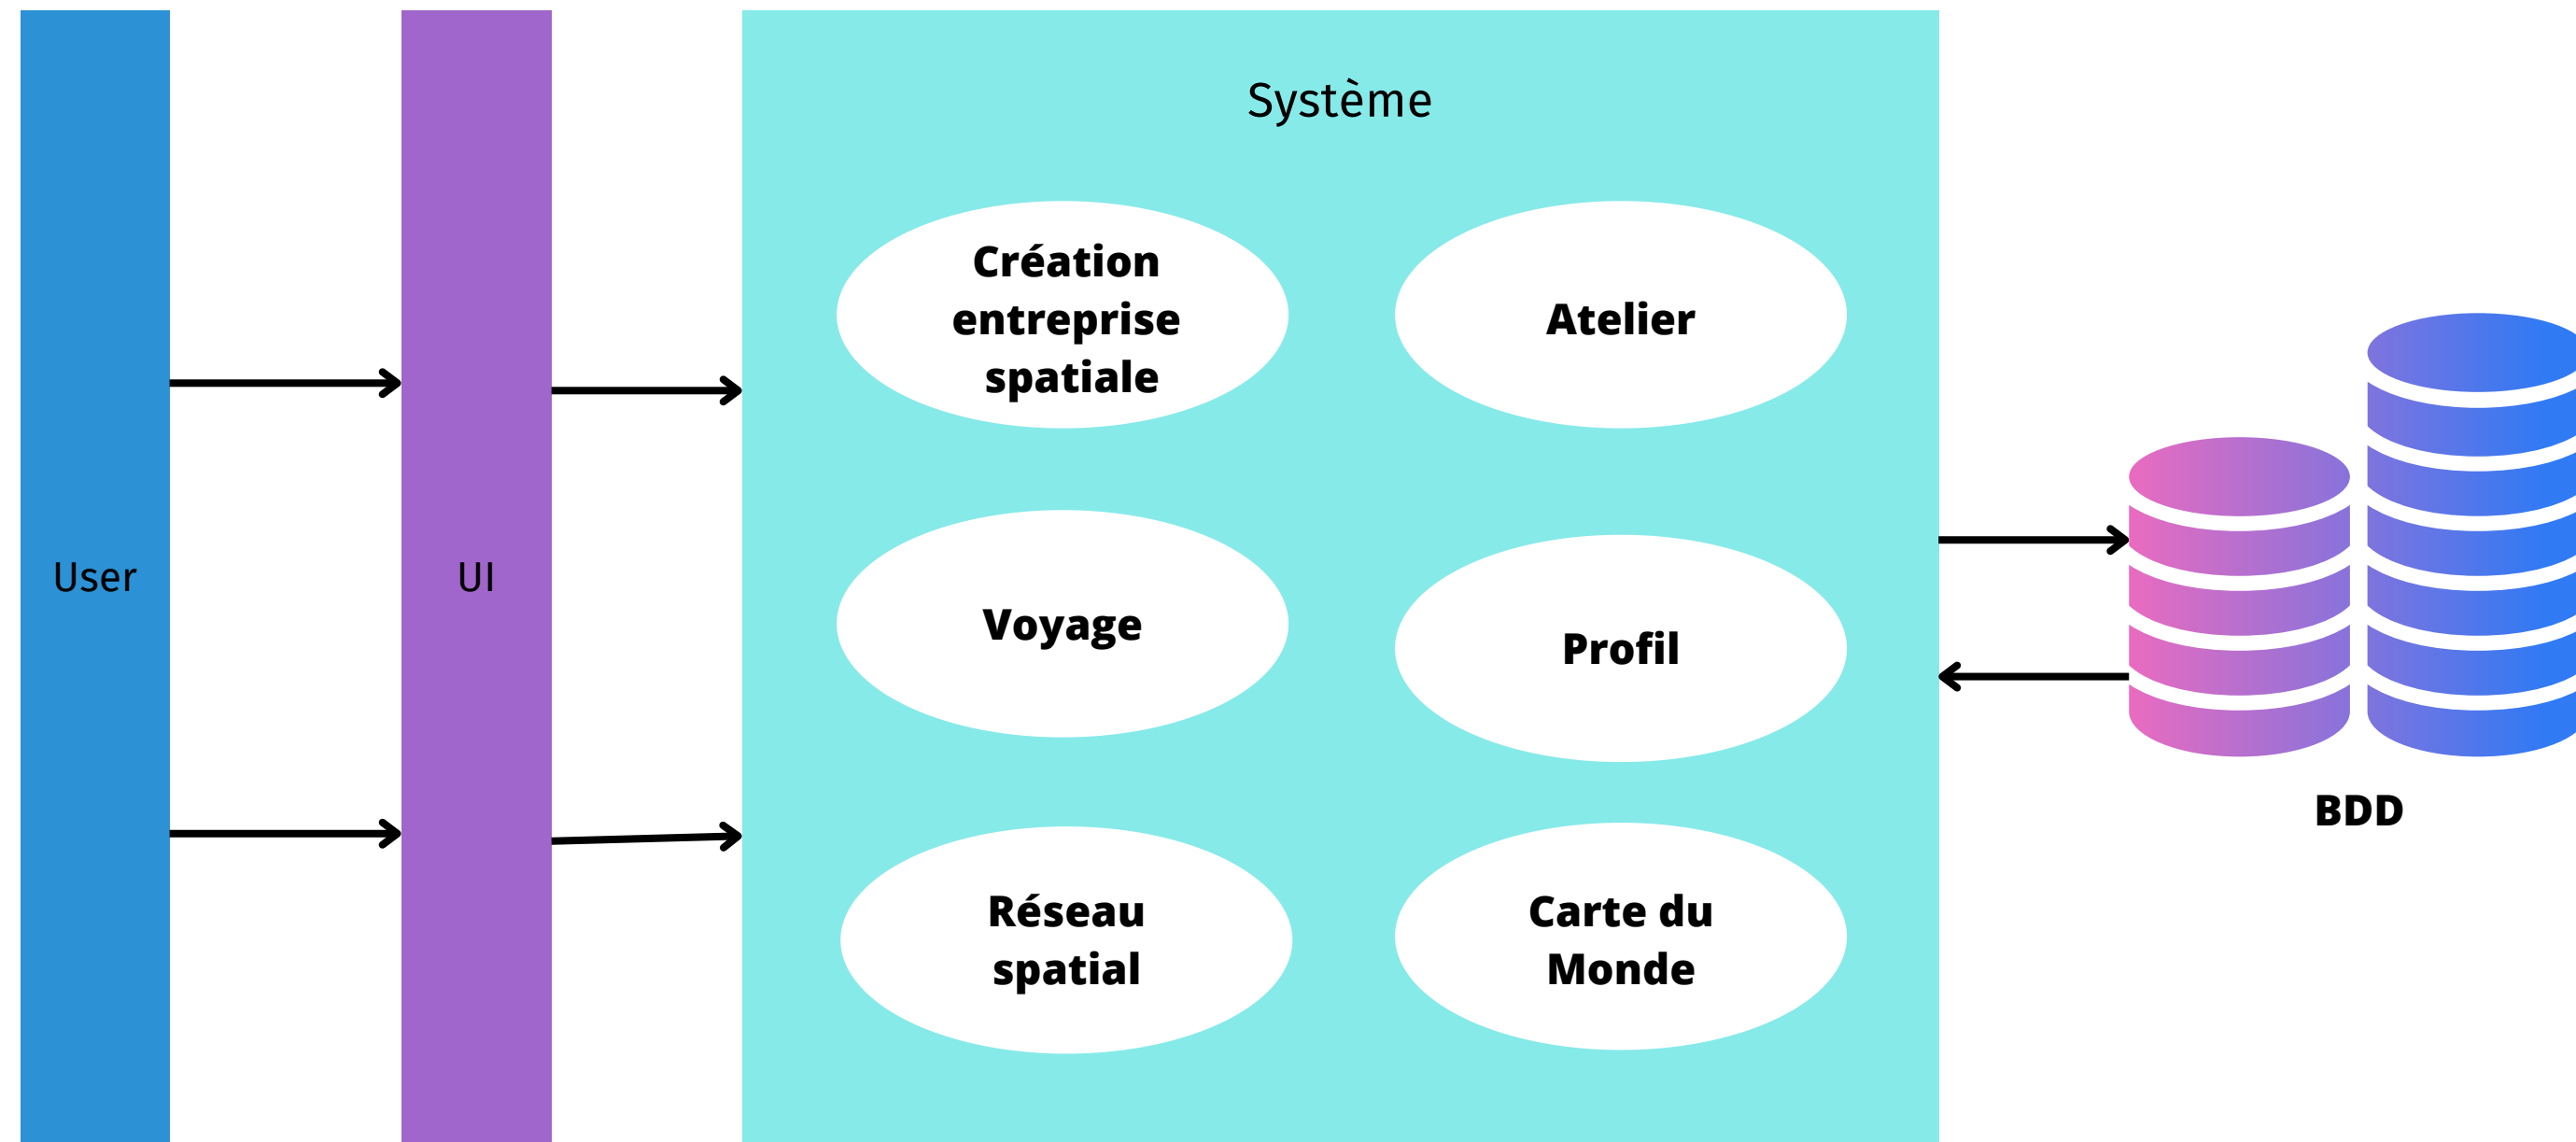 User
UI
Système
Création
entreprise
spatiale
Atelier
Voyage
Profil
Réseau
spatial
Carte du
Monde
BDD